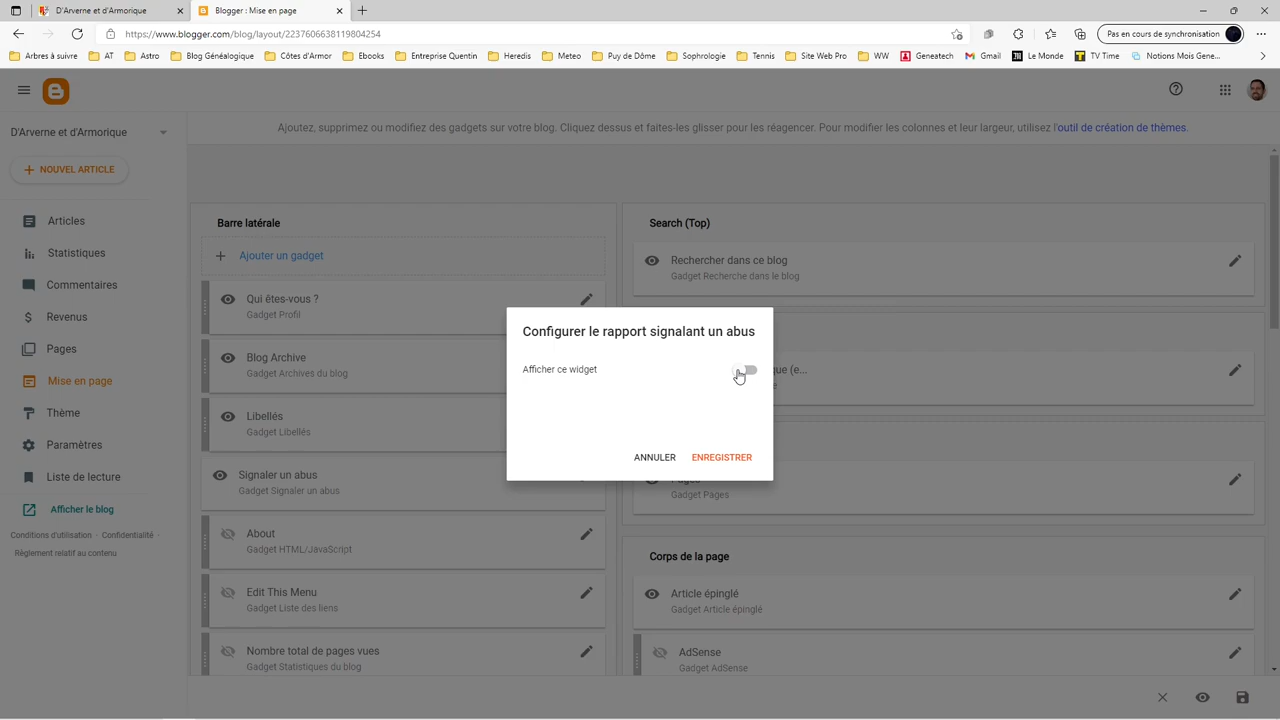 D'Arverne et d'Armorique
Blogger : Mise en page
https://www.blogger.com/blog/layout/2237606638119804254
Pas en cours de synchronisation
Arbres à suivre
AT
Astro
Blog Généalogique
Côtes d'Armor
Ebooks
Entreprise Quentin
Heredis
Meteo
Puy de Dôme
Sophrologie
Tennis
Site Web Pro
WW
Geneatech
Gmail
Le Monde
TV Time
Notions Mois Gene...
D'Arverne et d'Armorique
NOUVEL ARTICLE
Articles
Statistiques
Commentaires
Revenus
Pages
Mise en page
Thème
Paramètres
Liste de lecture
Afficher le blog
Conditions d'utilisation · Confidentialité ·
Règlement relatif au contenu
Ajoutez, supprimez ou modifiez des gadgets sur votre blog. Cliquez dessus et faites-les glisser pour les réagencer. Pour modifier les colonnes et leur largeur, utilisez l'outil de création de thèmes.
Barre latérale
Ajouter un gadget
Qui êtes-vous ?
Gadget Profil
Blog Archive
Gadget Archives du blog
Libellés
Gadget Libellés
Signaler un abus
Gadget Signaler un abus
About
Gadget HTML/JavaScript
Edit This Menu
Gadget Liste des liens
Nombre total de pages vues
Gadget Statistiques du blog
Configurer le rapport signalant un abus
Afficher ce widget
ANNULER
ENREGISTRER
Search (Top)
Rechercher dans ce blog
Gadget Recherche dans le blog
que (e...
Gadget Pages
Corps de la page
Article épinglé
Gadget Article épinglé
AdSense
Gadget AdSense